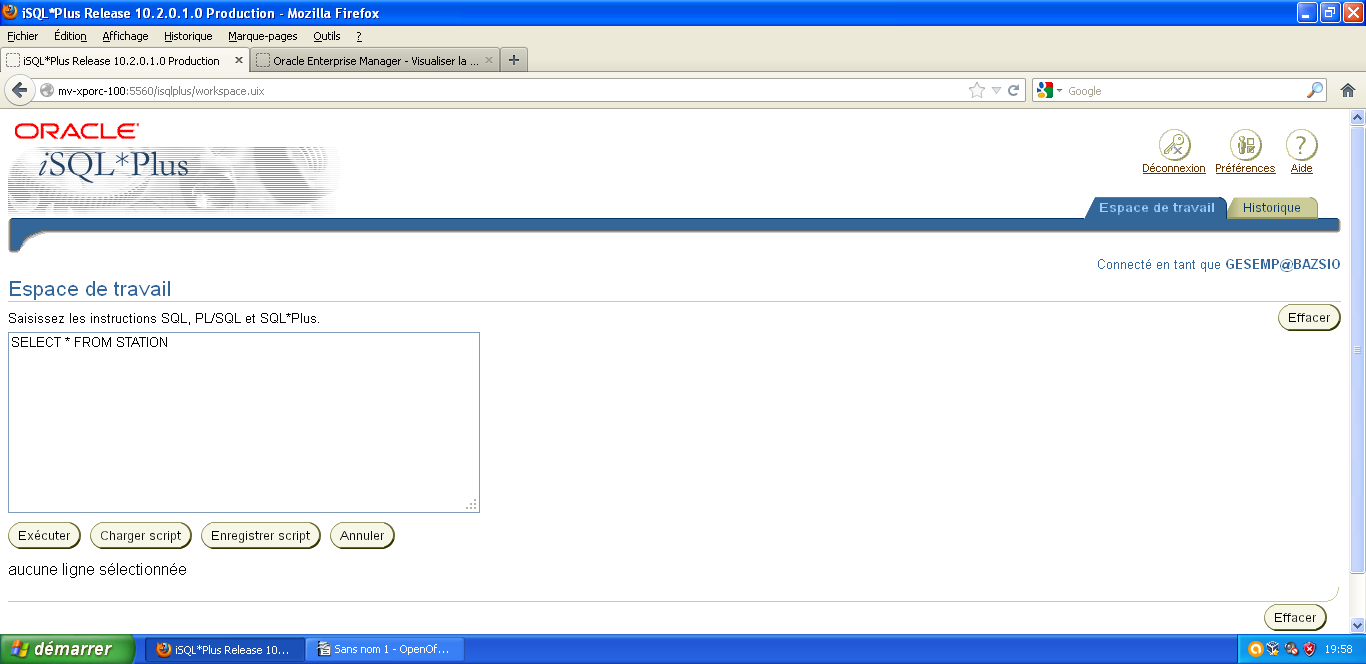 iSQL*Plus Release 10.2.0.1.0 Production - Mozilla Firefox
Fichier Édition Affichage Historique Marque-pages Outils ?
iSQL*Plus Release 10.2.0.1.0 Production × Oracle Enterprise Manager - Visualiser la ... × +
mv-xporc-100:5560/isqlplus/workspace.uix Google
ORACLE
iSQL*Plus
Déconnexion Préférences ? Aide
Espace de travail Historique
Connecté en tant que GESEMP@BAZSIO
Espace de travail
Saisissez les instructions SQL, PL/SQL et SQL*Plus.
Effacer
SELECT * FROM STATION
Exécuter Charger script Enregistrer script Annuler
aucune ligne sélectionnée
Effacer
démarrer iSQL*Plus Release 10... Sans nom 1 - OpenOf... 19:58